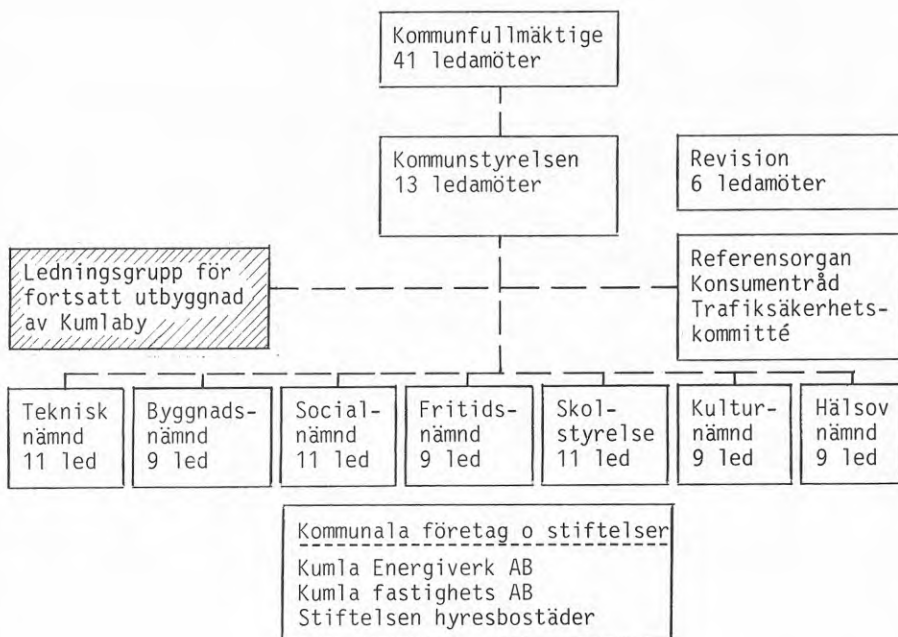 Kommunfullmäktige
41 ledamöter
Kommunstyrelsen
13 ledamöter
Revision
6 ledamöter
Ledningsgrupp för
fortsatt utbyggnad
av Kumlaby
Referensorgan
Konsumentråd
Trafiksäkerhets-
kommitté
Teknisk
nämnd
11 led
Byggnads-
nämnd
9 led
Social-
nämnd
11 led
Fritids-
nämnd
9 led
Skol-
styrelse
11 led
Kultur-
nämnd
9 led
Hälsov
nämnd
9 led
Kommunala företag o stiftelser
Kumla Energiverk AB
Kumla fastighets AB
Stiftelsen hyresbostäder